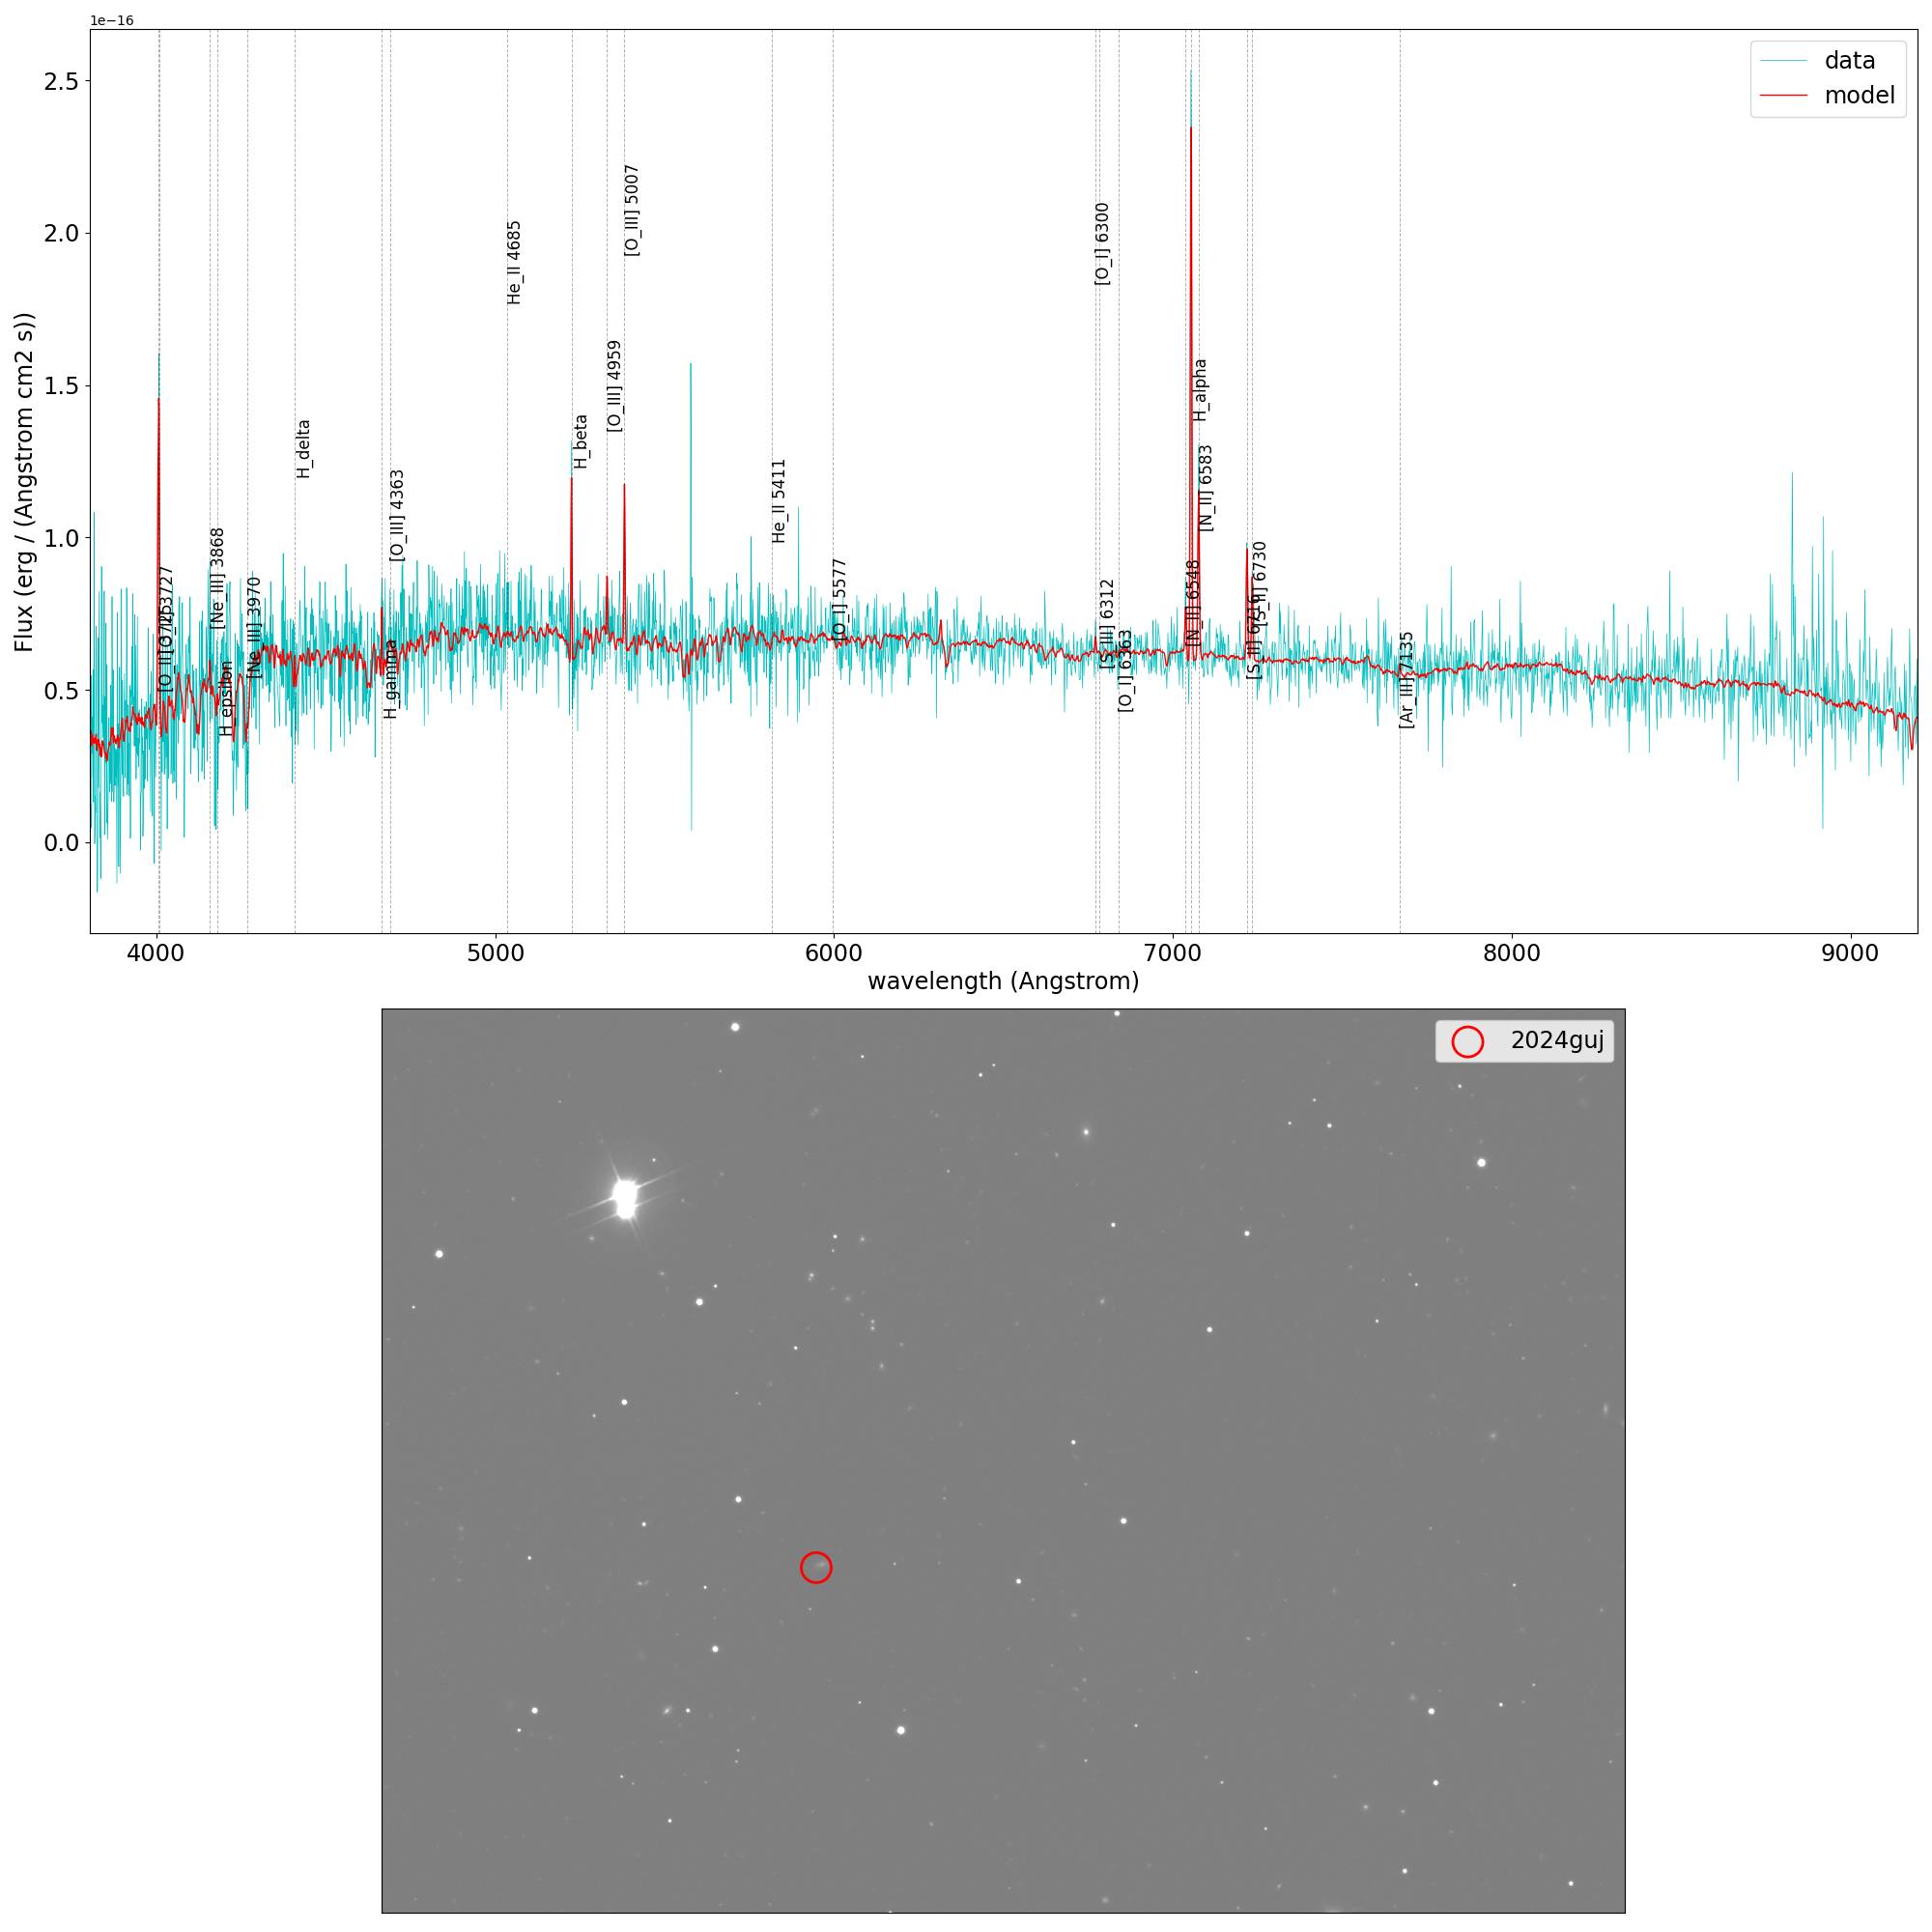 1e−16
data
model
2.5
2.0
1.5
1.0
0.5
0.0
Flux (erg / (Angstrom cm2 s))
[O_III] 5007
He_II 4685
[O_I] 6300
[O_III] 4959
H_alpha
H_beta
H_delta
[N_II] 6583
He_II 5411
[O_III] 4363
[Ne_III] 3868
[S_II] 6730
[O_I] 5577
[N_II] 6548
[Ne_III] 3970
[S_III] 6312
[S_II] 6716
[O_I] 6363
[Ar_III] 7135
H_gamma
H_epsilon
4000
5000
6000
7000
8000
9000
wavelength (Angstrom)
2024guj